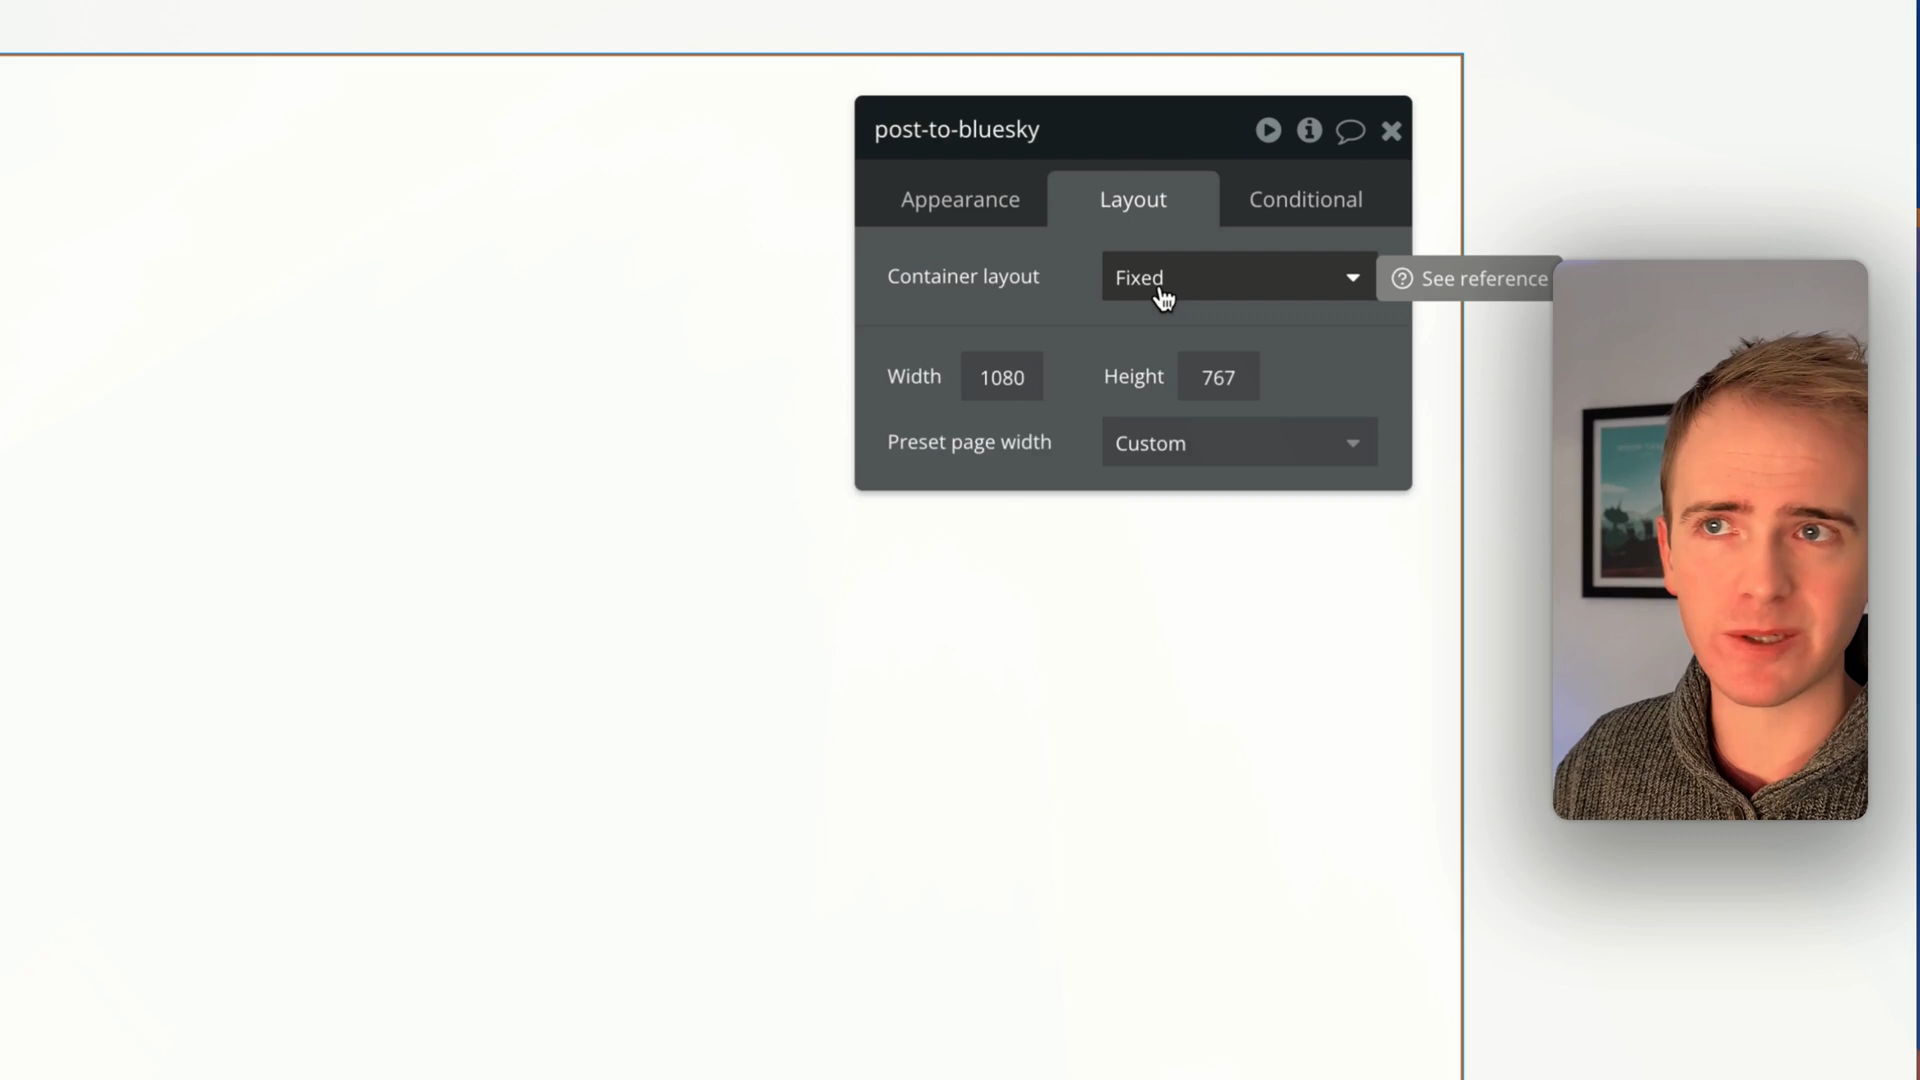 post-to-bluesky
Appearance
Layout
Conditional
Container layout
Fixed
See reference
Width
1080
Height
767
Preset page width
Custom